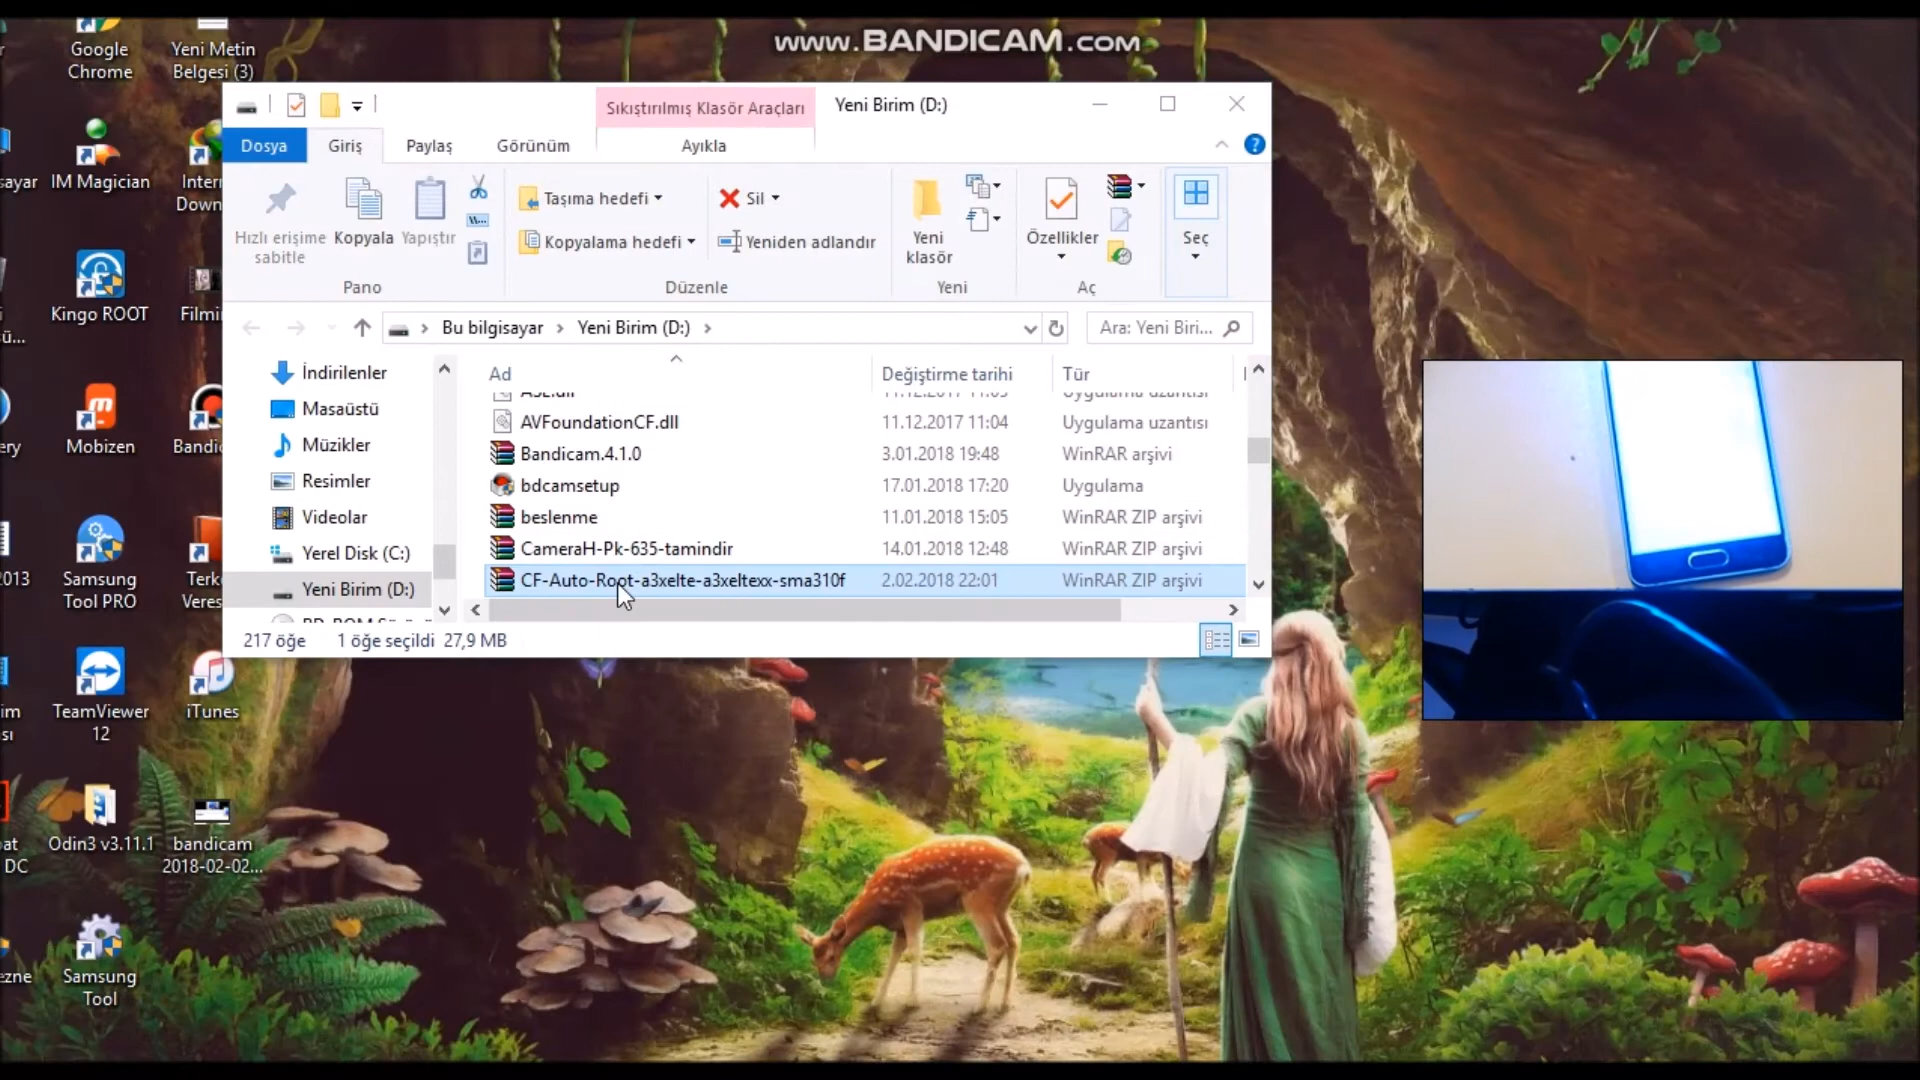 www.BANDICAM.com
Google
Chrome
Yeni Metin
Belgesi (3)
IM Magician
Kingo ROOT
Mobizen
Samsung
Tool PRO
TeamViewer
12
iTunes
Odin3 v3.11.1
bandicam
2018-02-02...
Samsung
Tool
2013
DC
Sıkıştırılmış Klasör Araçları
Yeni Birim (D:)
Dosya
Giriş
Paylaş
Görünüm
Ayıkla
Hızlı erişime
sabitle
Kopyala
Yapıştır
Taşıma hedefi
Kopyalama hedefi
Sil
Yeniden adlandır
Yeni
klasör
Özellikler
Seç
Pano
Düzenle
Yeni
Aç
Bu bilgisayar
Yeni Birim (D:)
Ara: Yeni Biri...
İndirilenler
Masaüstü
Müzikler
Resimler
Videolar
Yerel Disk (C:)
Yeni Birim (D:)
Ad Değiştirme tarihi Tür
AVFoundationCF.dll 11.12.2017 11:04 Uygulama uzantısı
Bandicam.4.1.0 3.01.2018 19:48 WinRAR arşivi
bdcamsetup 17.01.2018 17:20 Uygulama
beslenme 11.01.2018 15:05 WinRAR ZIP arşivi
CameraH-Pk-635-tamindir 14.01.2018 12:48 WinRAR ZIP arşivi
CF-Auto-Root-a3xelte-a3xeltexx-sma310f 2.02.2018 22:01 WinRAR ZIP arşivi
217 öğe 1 öğe seçildi 27,9 MB